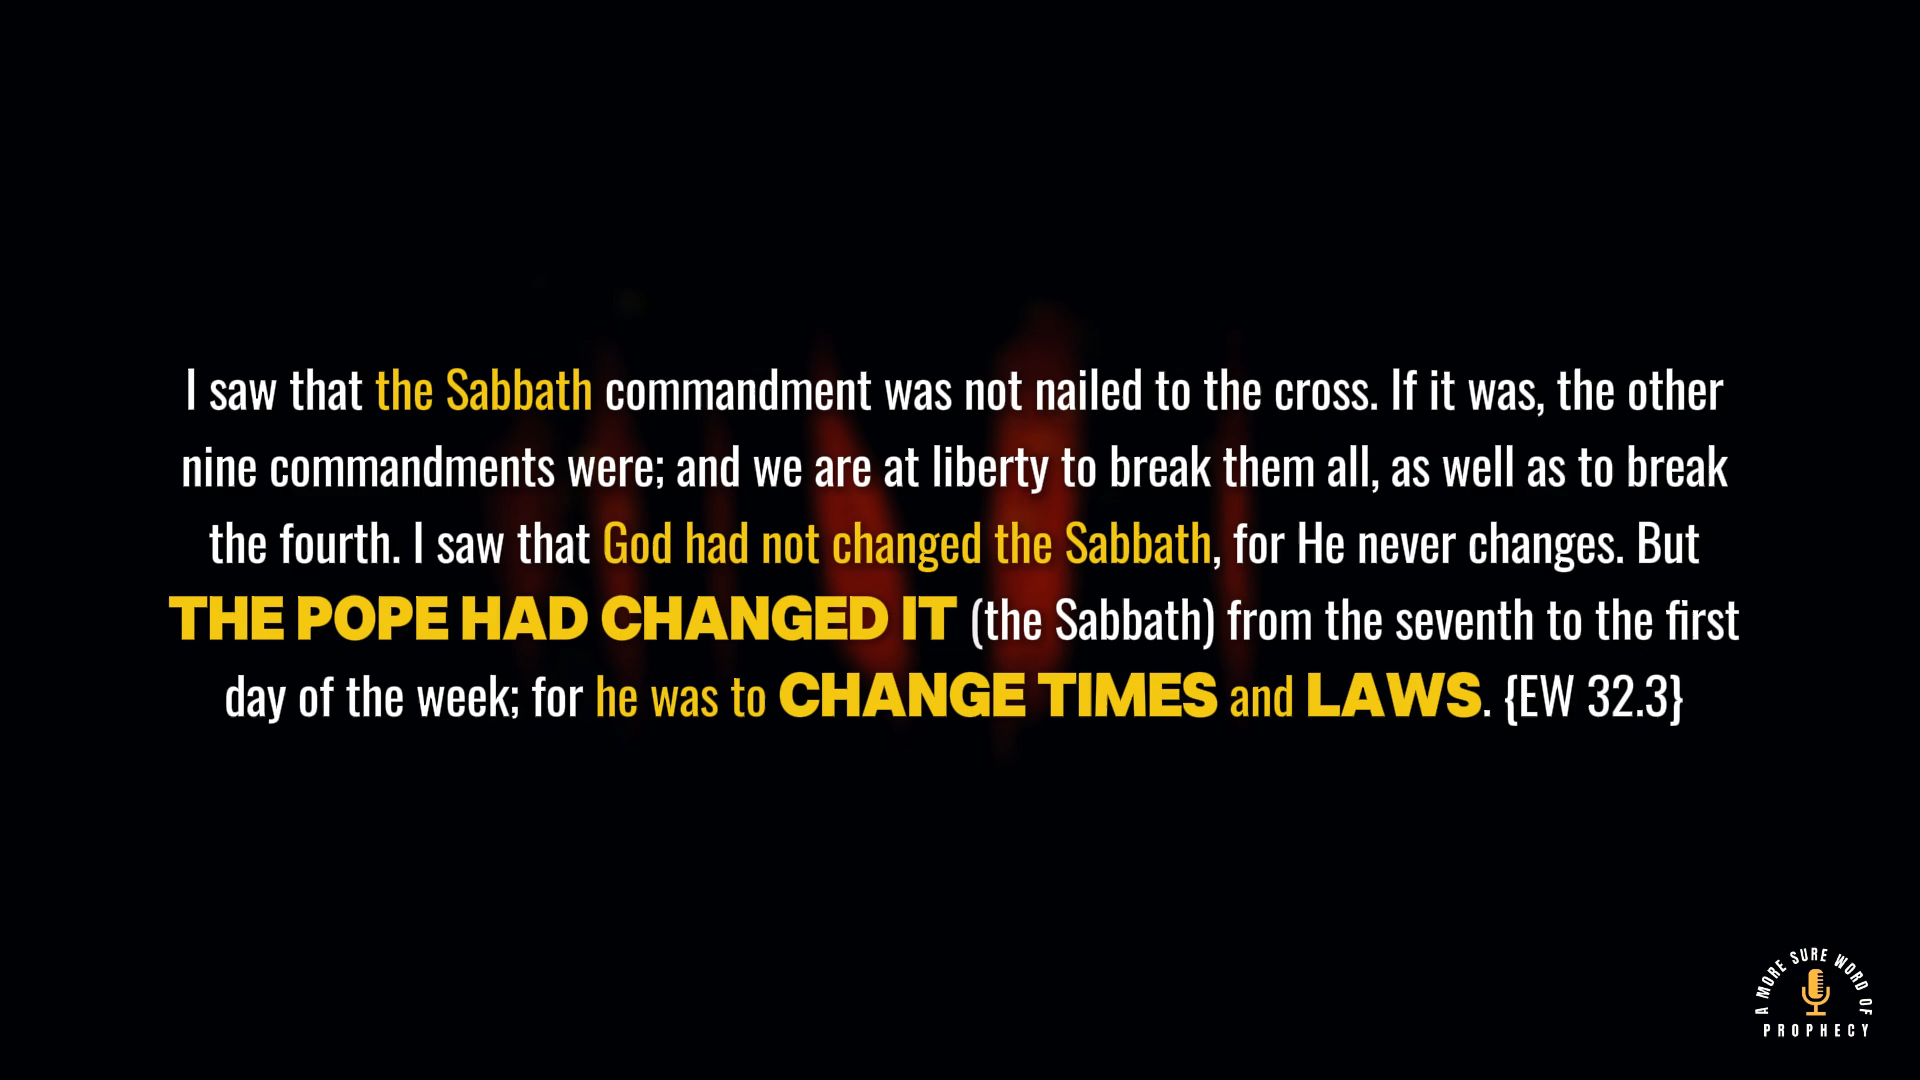 I saw that the Sabbath commandment was not nailed to the cross. If it was, the other
nine commandments were; and we are at liberty to break them all, as well as to break
the fourth. I saw that God had not changed the Sabbath, for He never changes. But
THE POPE HAD CHANGED IT (the Sabbath) from the seventh to the first
day of the week; for he was to CHANGE TIMES and LAWS. {EW 32.3}
A MORE SURE WORD OF
PROPHECY